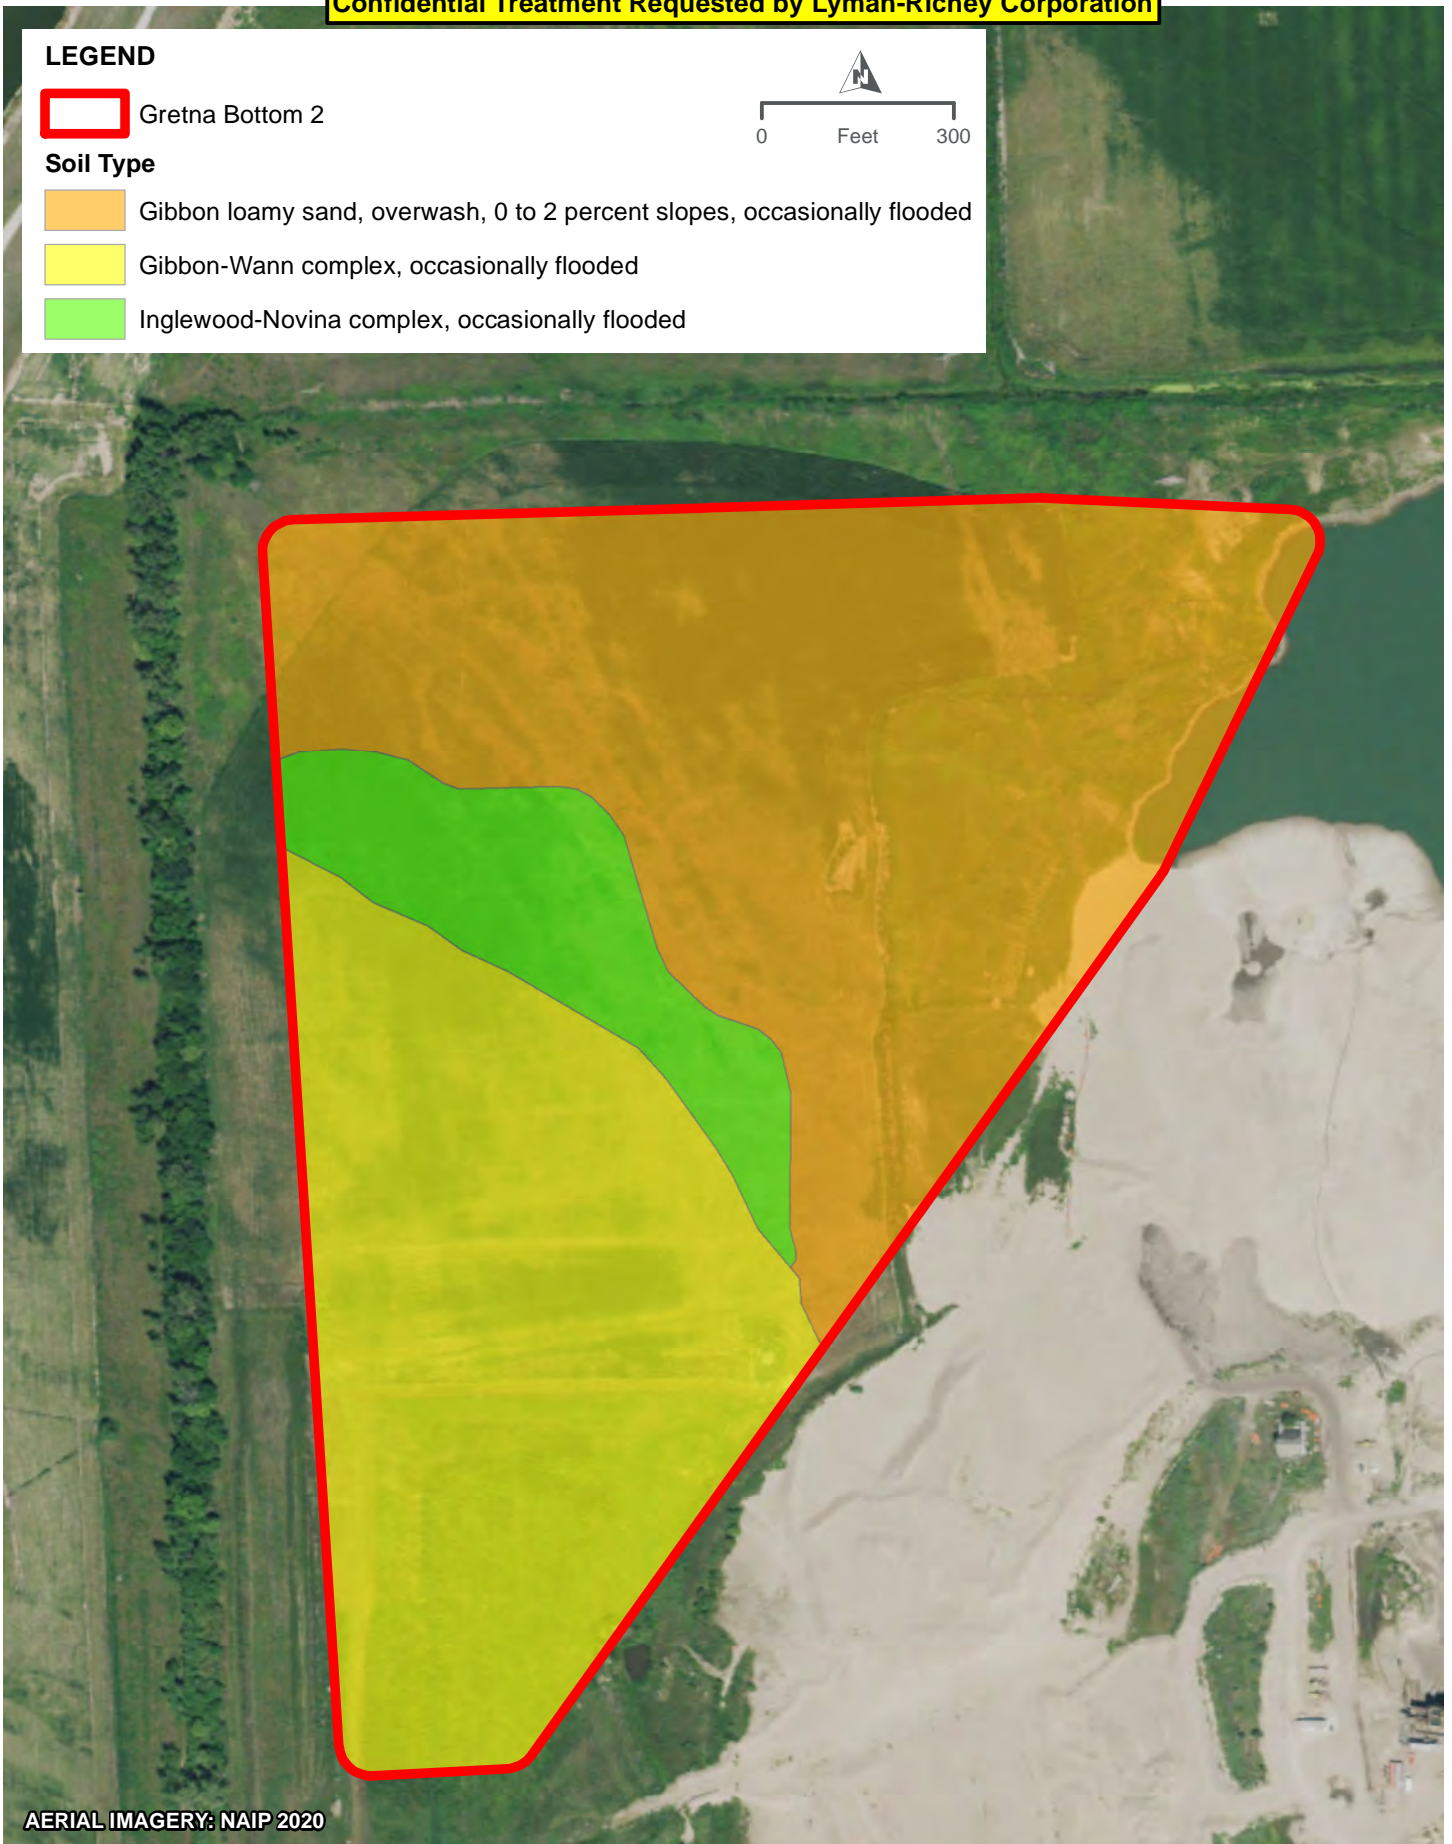 Confidential Treatment Requested by Lyman-Richey Corporation
LEGEND
Gretna Bottom 2
N
0 Feet 300
Soil Type
Gibbon loamy sand, overwash, 0 to 2 percent slopes, occasionally flooded
Gibbon-Wann complex, occasionally flooded
Inglewood-Novina complex, occasionally flooded
AERIAL IMAGERY: NAIP 2020